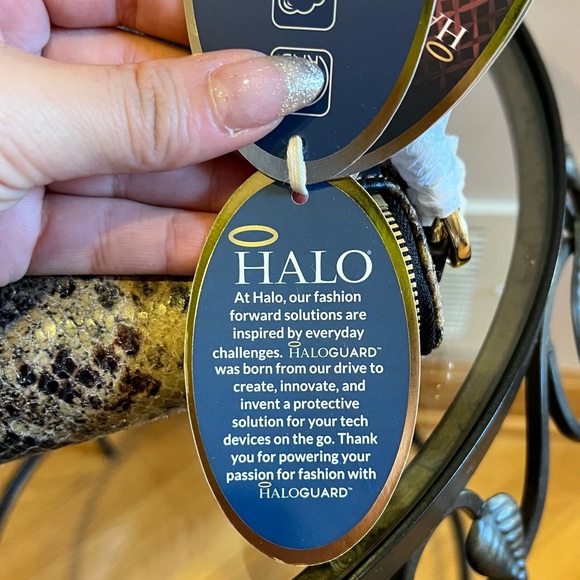 HA
HALO®
At Halo, our fashion
forward solutions are
inspired by everyday
challenges. HALOGUARD™
was born from our drive to
create, innovate, and
invent a protective
solution for your tech
devices on the go. Thank
you for powering your
passion for fashion with
HALOGUARD™